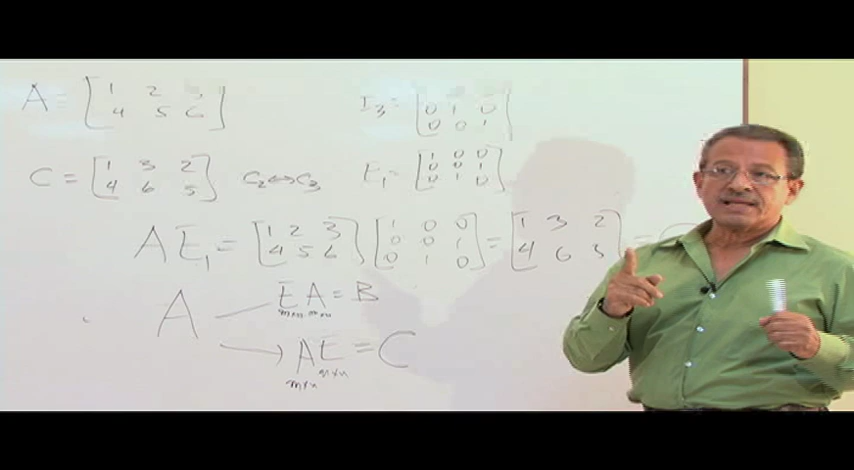 A = [1 2 3
4 5 6]
I3 = [
0 1 0
0 0 1]
C = [1 3 2
4 6 5]
C2 ⇔ C3
E1 = [1 0 0
0 0 1
0 1 0]
AE1 = [1 2 3
4 5 6] [1 0 0
0 0 1
0 1 0] = [1 3 2
4 6 5] =
A
EA = B
m×m m×n
AE = C
m×n n×n